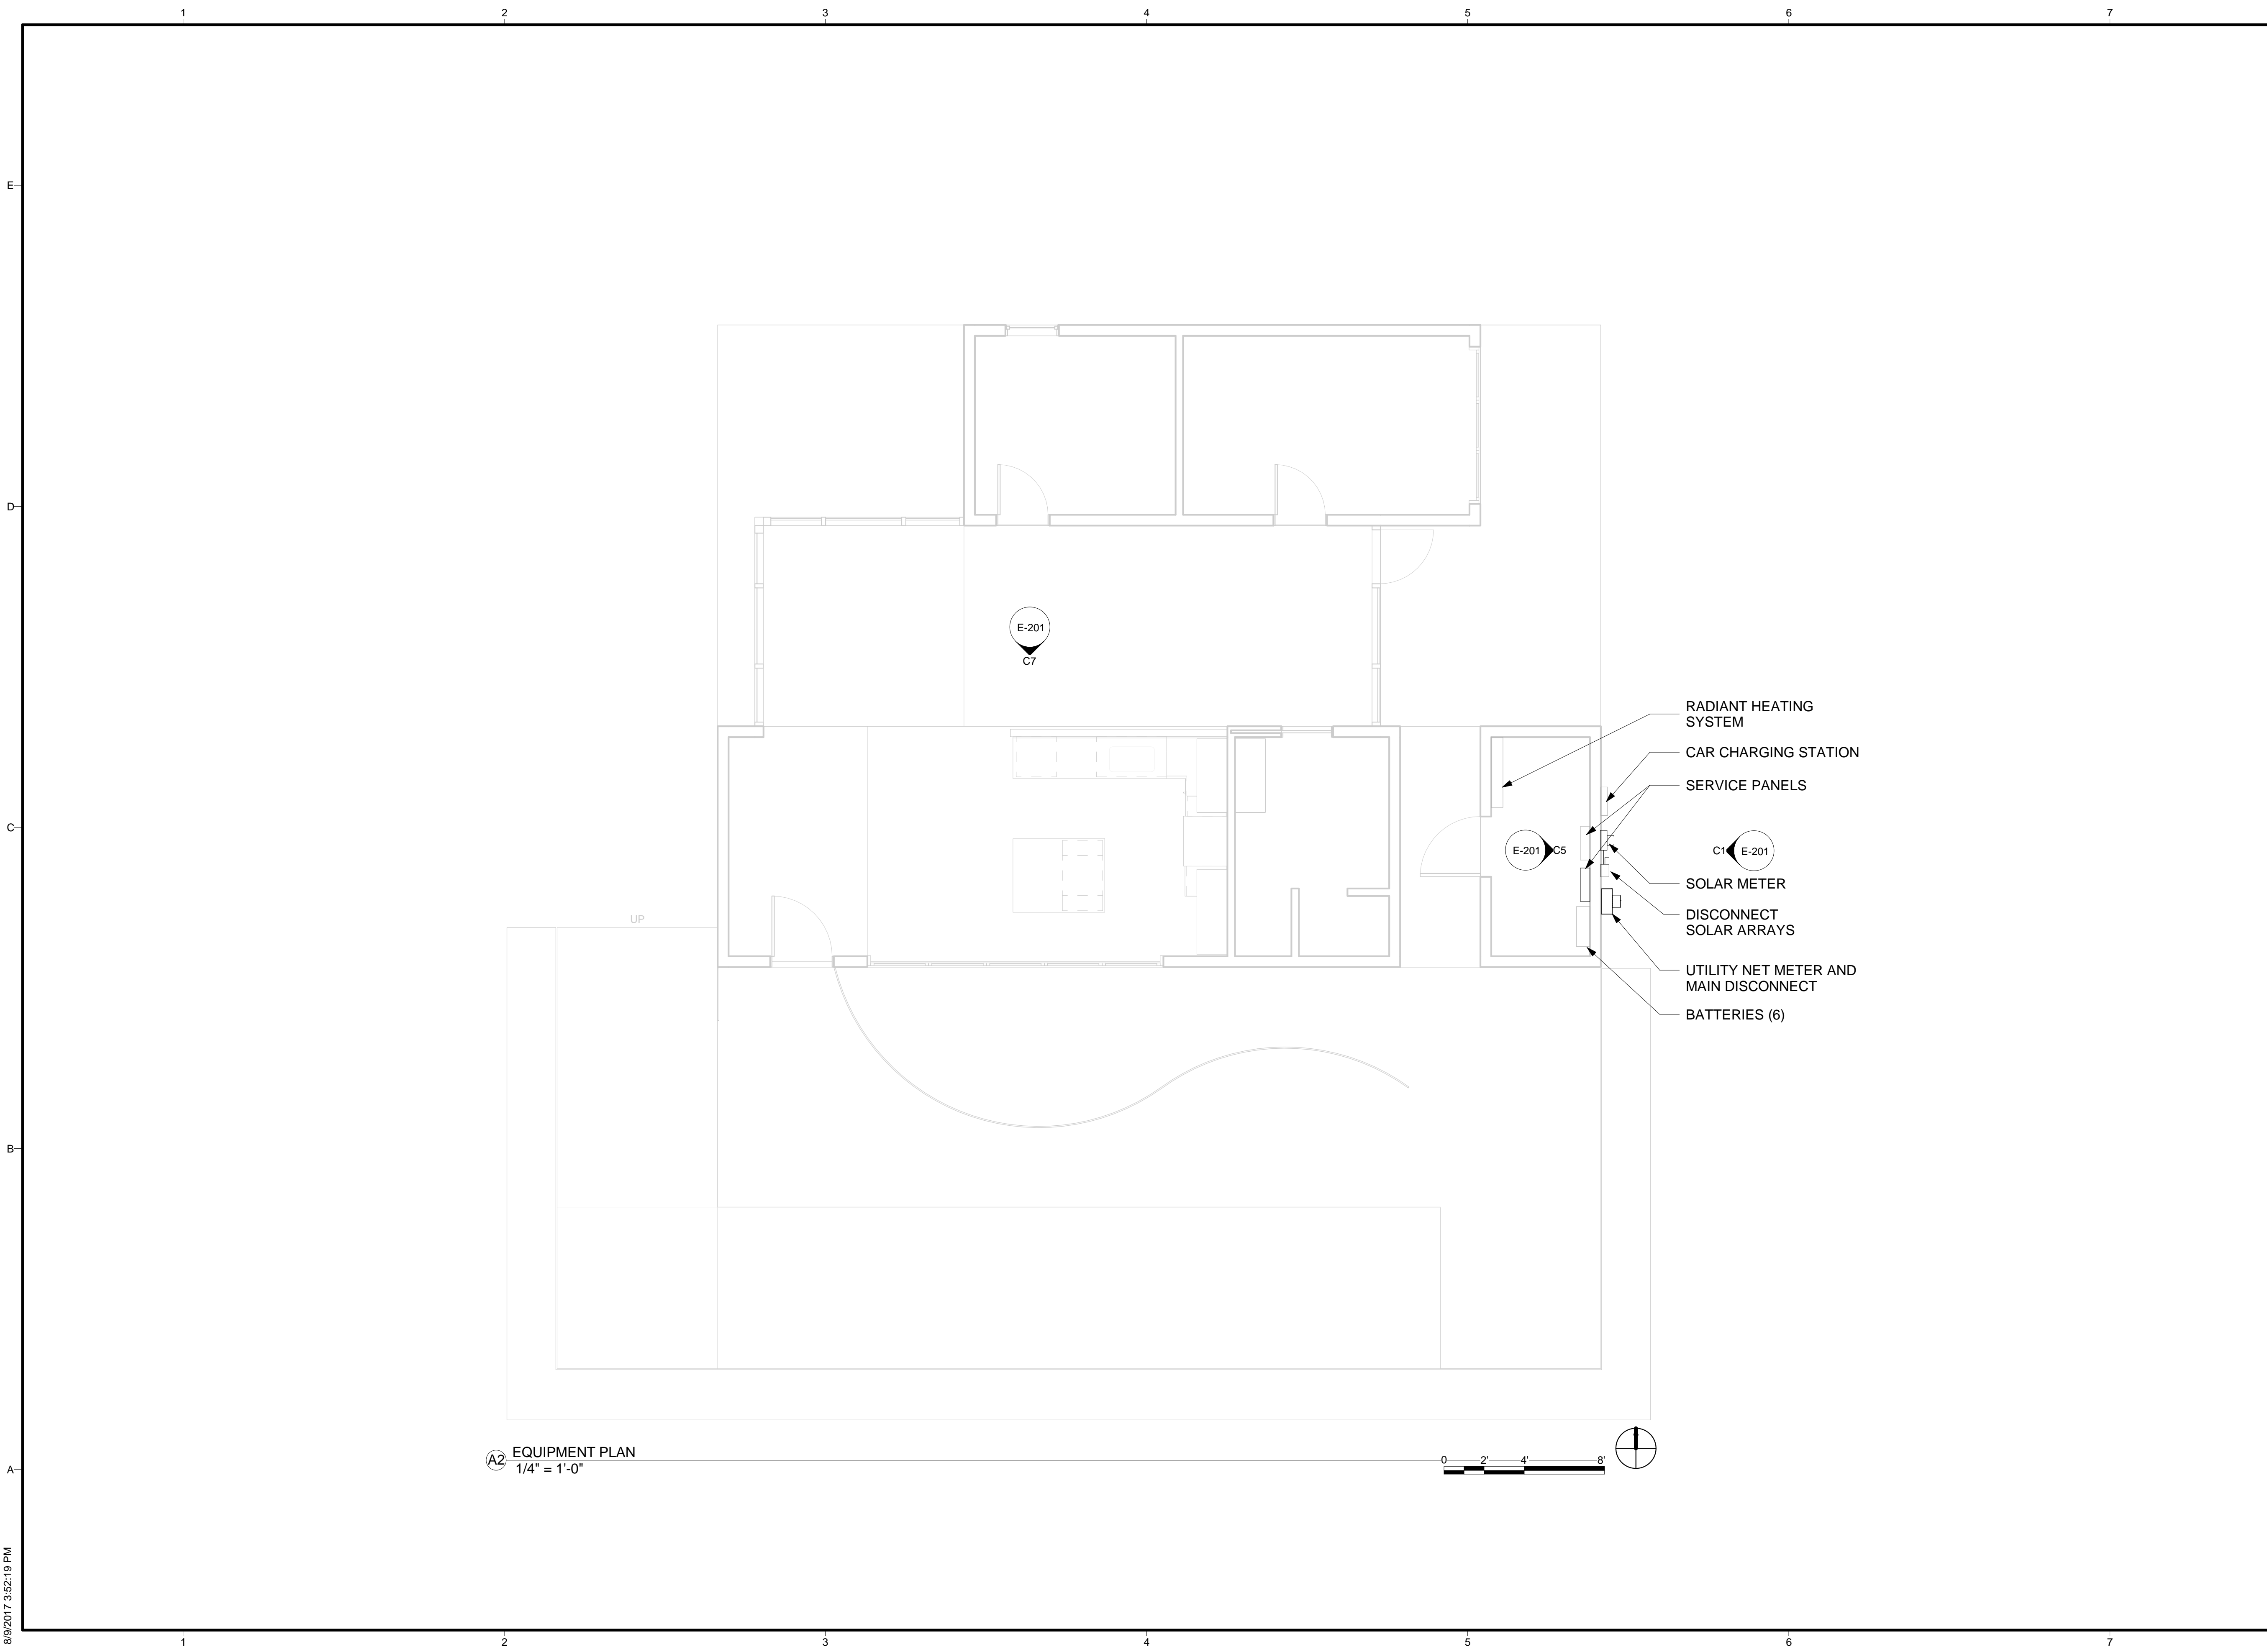 1 2 3 4 5 6 7
E
D
C
B
A
E-201
C7
RADIANT HEATING
SYSTEM
CAR CHARGING STATION
SERVICE PANELS
E-201 C5
C1 E-201
SOLAR METER
DISCONNECT
SOLAR ARRAYS
UTILITY NET METER AND
MAIN DISCONNECT
BATTERIES (6)
UP
A2 EQUIPMENT PLAN
1/4" = 1'-0"
0 2' 4' 8'
8/9/2017 3:52:19 PM
1 2 3 4 5 6 7